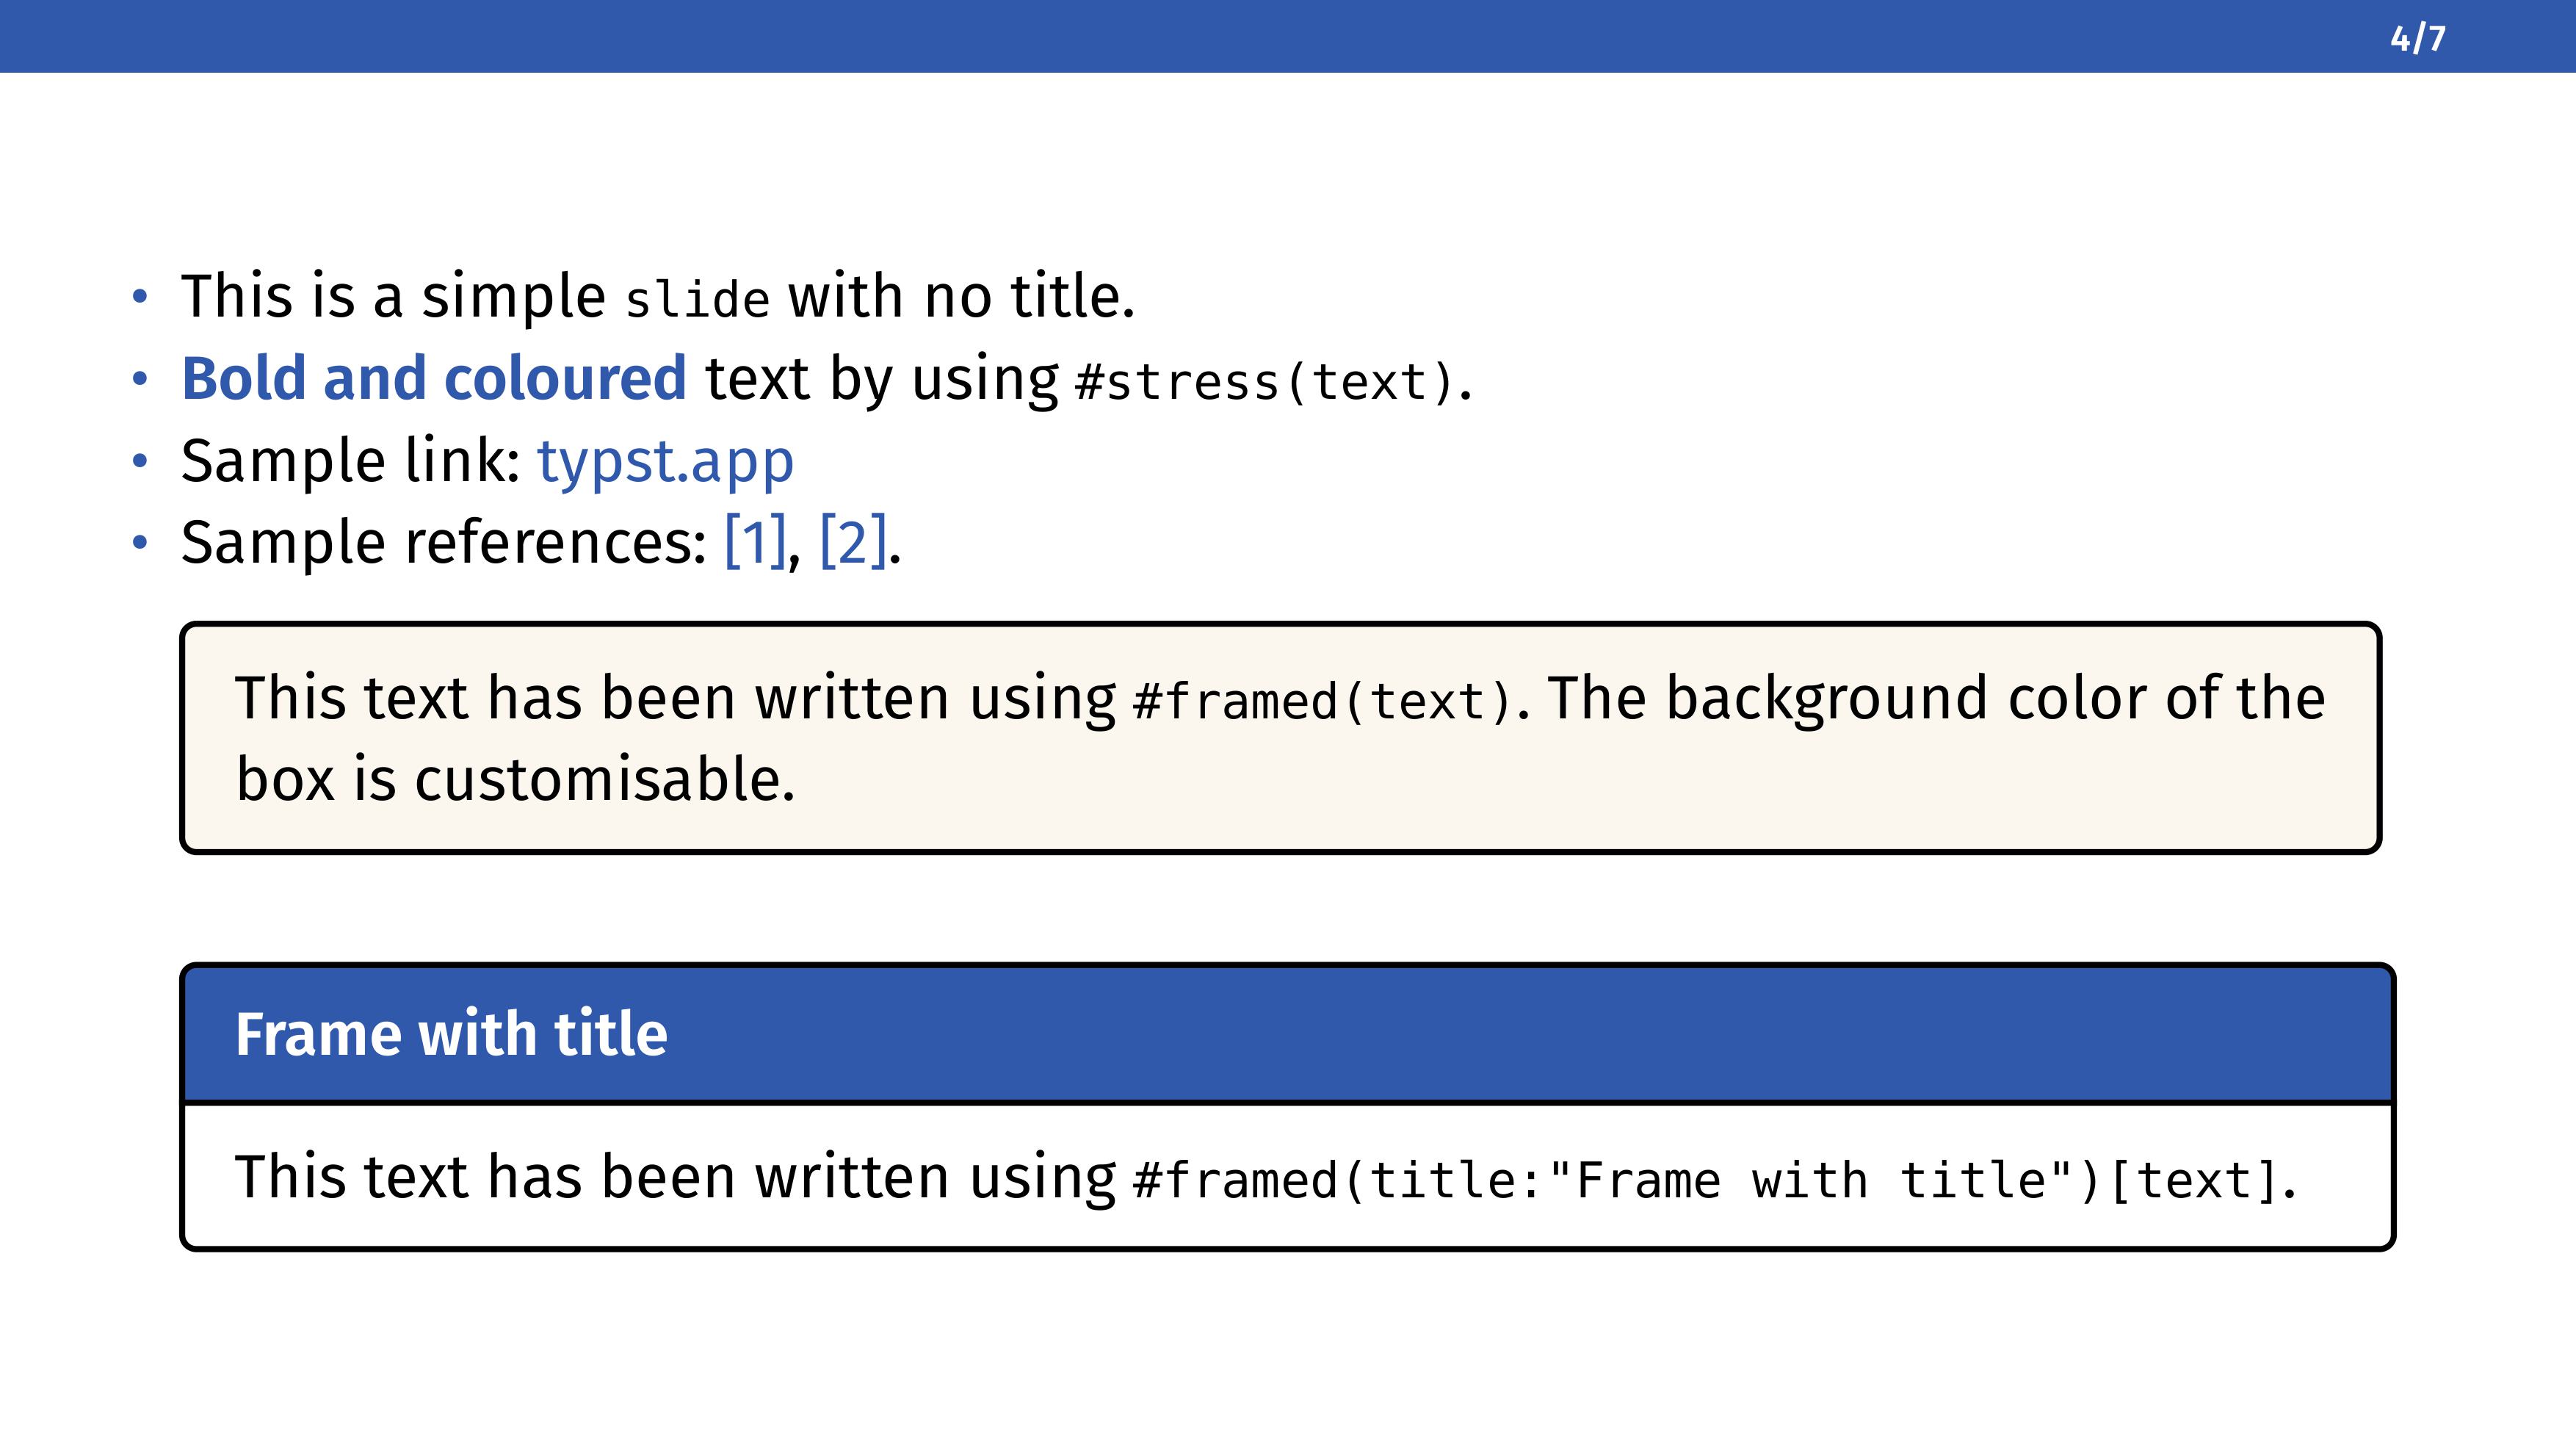 4/7
• This is a simple slide with no title.
• Bold and coloured text by using #stress(text).
• Sample link: typst.app
• Sample references: [1], [2].
This text has been written using #framed(text). The background color of the
box is customisable.
Frame with title
This text has been written using #framed(title:"Frame with title")[text].